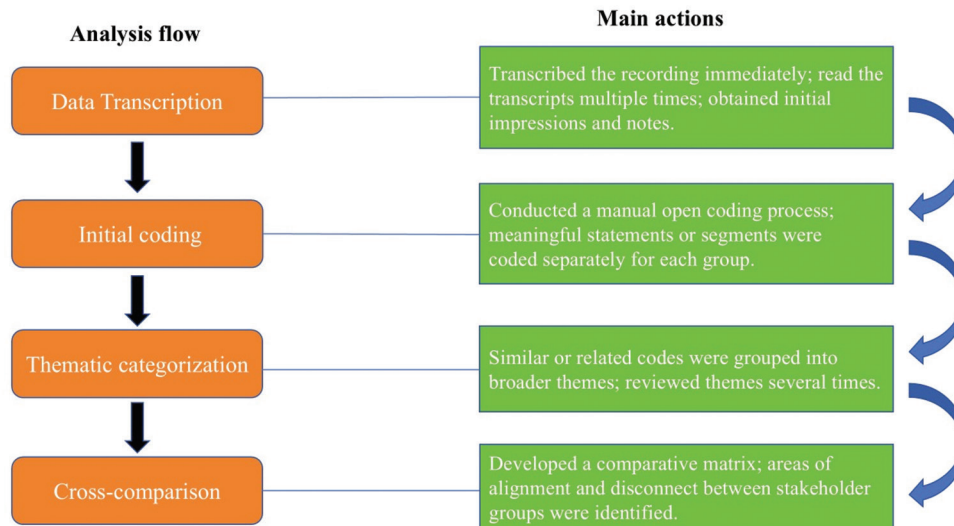 Analysis flow
Main actions
Data Transcription
Transcribed the recording immediately; read the
transcripts multiple times; obtained initial
impressions and notes.
Initial coding
Conducted a manual open coding process;
meaningful statements or segments were
coded separately for each group.
Thematic categorization
Similar or related codes were grouped into
broader themes; reviewed themes several times.
Cross-comparison
Developed a comparative matrix; areas of
alignment and disconnect between stakeholder
groups were identified.